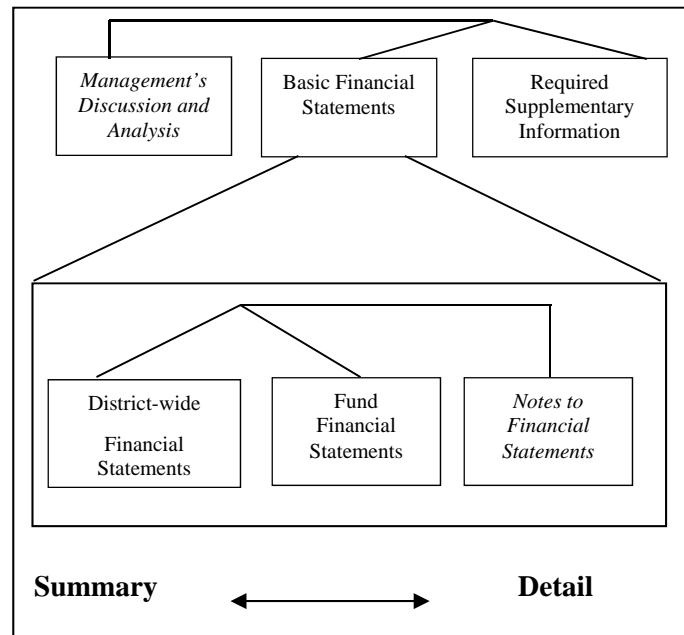 Management's
Discussion and
Analysis
Basic Financial
Statements
Required
Supplementary
Information
District-wide
Financial
Statements
Fund
Financial
Statements
Notes to
Financial
Statements
Summary
Detail